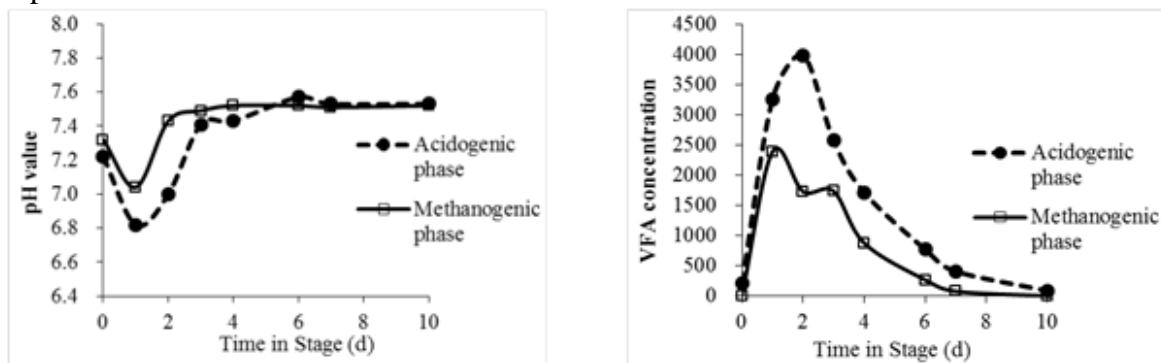 8.0
7.8
7.6
7.4
7.2
7.0
6.8
6.6
6.4
pH value
0 2 4 6 8 10
Time in Stage (d)
Acidogenic
phase
Methanogenic
phase
4500
4000
3500
3000
2500
2000
1500
1000
500
0
VFA concentration
0 2 4 6 8 10
Time in Stage (d)
Acidogenic
phase
Methanogenic
phase